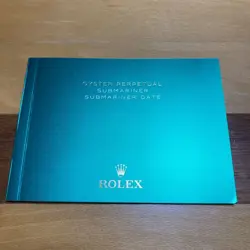 OYSTER PERPETUAL
SUBMARINER
SUBMARINER DATE
ROLEX